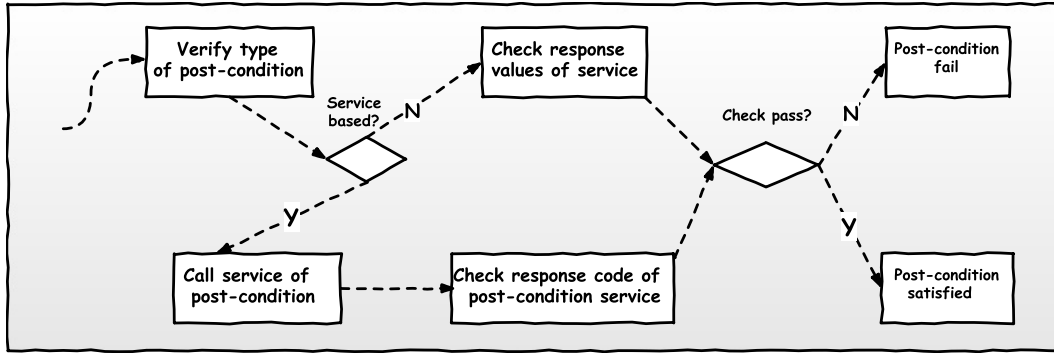 Verify type
of post-condition
Service
based?
N
Check response
values of service
Check pass?
N
Post-condition
fail
Y
Call service of
post-condition
Check response code of
post-condition service
Y
Post-condition
satisfied